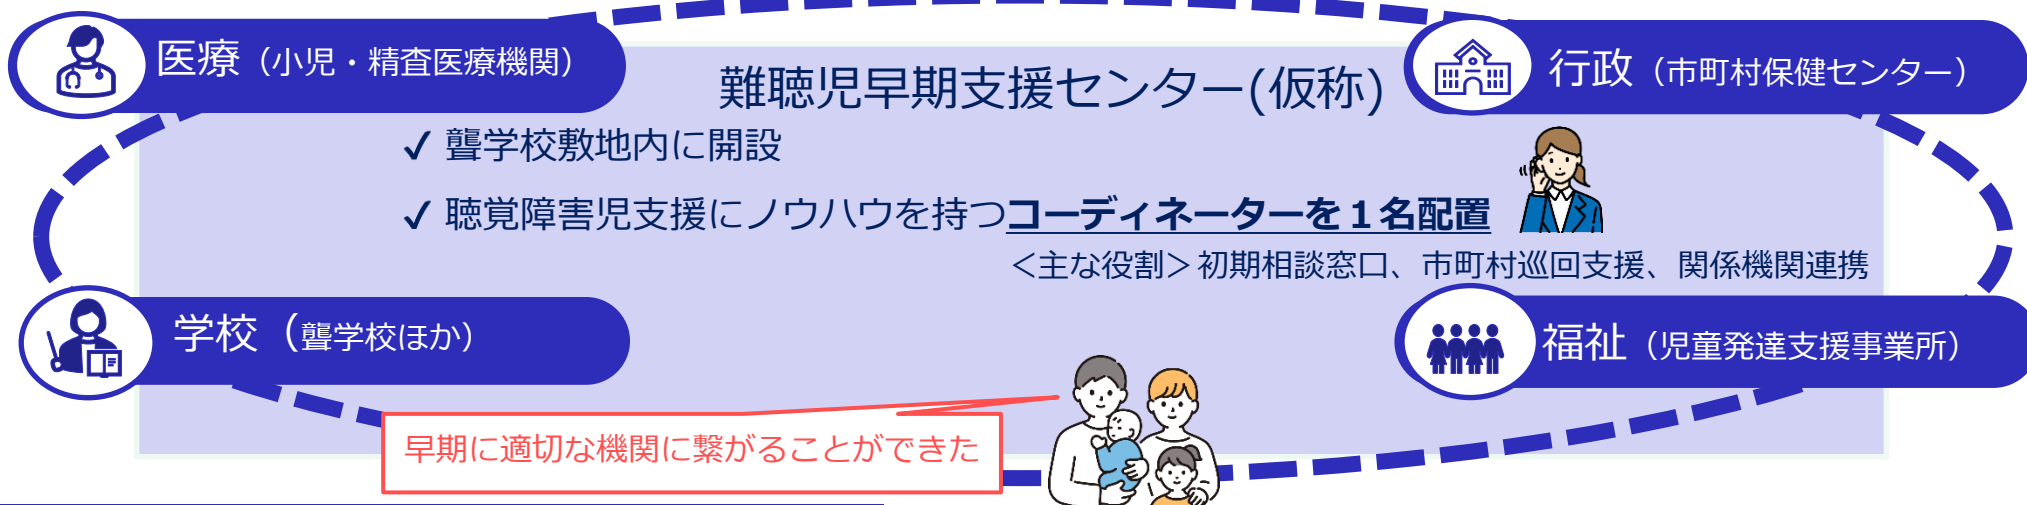 医療（小児・精査医療機関）
行政（市町村保健センター）
難聴児早期支援センター(仮称)
✓ 聾学校敷地内に開設
✓ 聴覚障害児支援にノウハウを持つコーディネーターを１名配置
＜主な役割＞初期相談窓口、市町村巡回支援、関係機関連携
学校（聾学校ほか）
福祉（児童発達支援事業所）
早期に適切な機関に繋がることができた